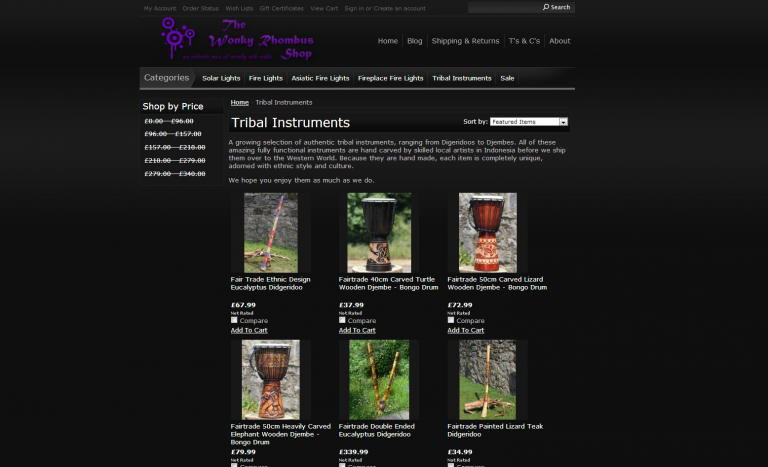 My Account Order Status Wish Lists Gift Certificates View Cart Sign in or Create an account
Search
The
Wonky Rhombus
Shop
Home Blog Shipping & Returns T's & C's About
Categories Solar Lights Fire Lights Asiatic Fire Lights Fireplace Fire Lights Tribal Instruments Sale
Shop by Price
£0.00 £96.00
£96.00 £157.00
£157.00 £218.00
£218.00 £279.00
£279.00 £340.00
Home Tribal Instruments
Tribal Instruments
Sort by: Featured Items
A growing selection of authentic tribal instruments, ranging from Digeridoos to Djembes. All of these
amazing fully functional instruments are hand carved by skilled local artists in Indonesia before we ship
them over to the Western World. Because they are hand made, each item is completely unique,
adorned with ethnic style and culture.
We hope you enjoy them as much as we do.
Fair Trade Ethnic Design
Eucalyptus Didgeridoo
£67.99
Not Rated
Compare
Add To Cart
Fairtrade 40cm Carved Turtle
Wooden Djembe - Bongo Drum
£37.99
Not Rated
Compare
Add To Cart
Fairtrade 50cm Carved Lizard
Wooden Djembe - Bongo Drum
£72.99
Not Rated
Compare
Add To Cart
Fairtrade 50cm Heavily Carved
Elephant Wooden Djembe -
Bongo Drum
£79.99
Not Rated
Fairtrade Double Ended
Eucalyptus Didgeridoo
£339.99
Not Rated
Compare
Fairtrade Painted Lizard Teak
Didgeridoo
£34.99
Not Rated
Compare